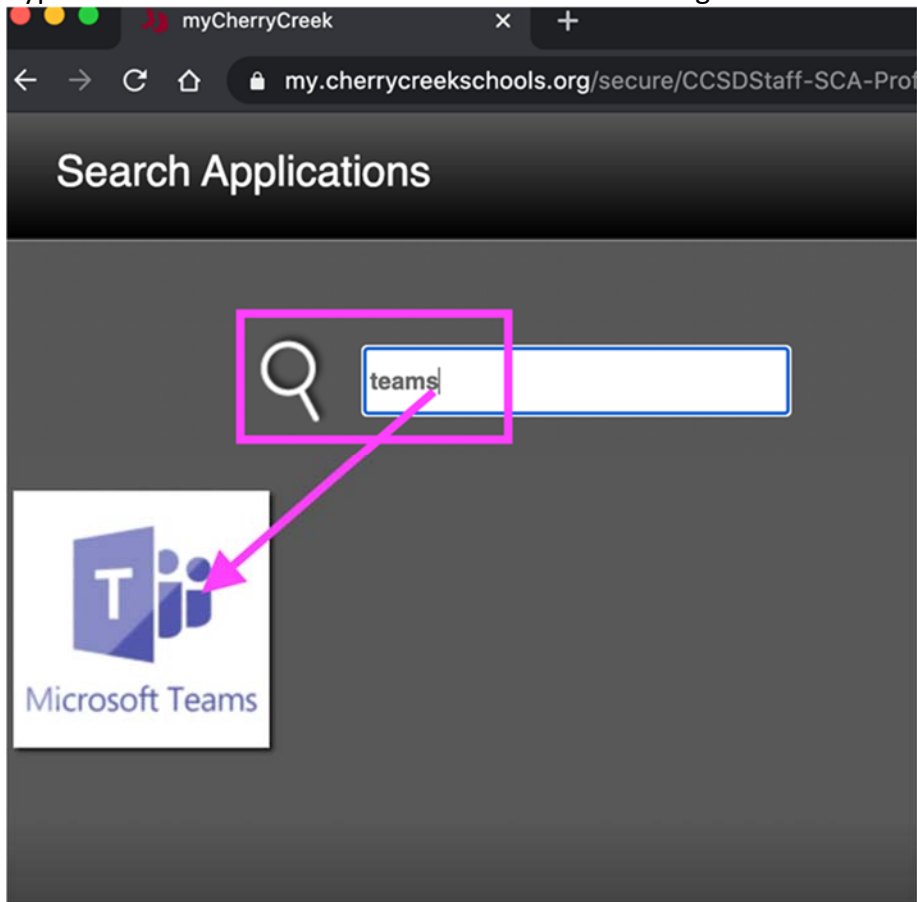 myCherryCreek
my.cherrycreekschools.org/secure/CCSDStaff-SCA-Prof
Search Applications
teams
T
Microsoft Teams